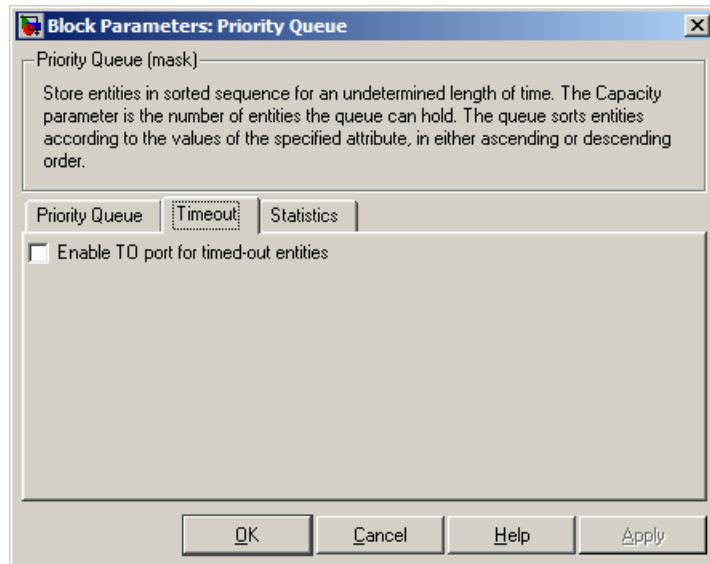 Block Parameters: Priority Queue
Priority Queue (mask)
Store entities in sorted sequence for an undetermined length of time. The Capacity
parameter is the number of entities the queue can hold. The queue sorts entities
according to the values of the specified attribute, in either ascending or descending
order.
Priority Queue Timeout Statistics
Enable TO port for timed-out entities
OK Cancel Help Apply